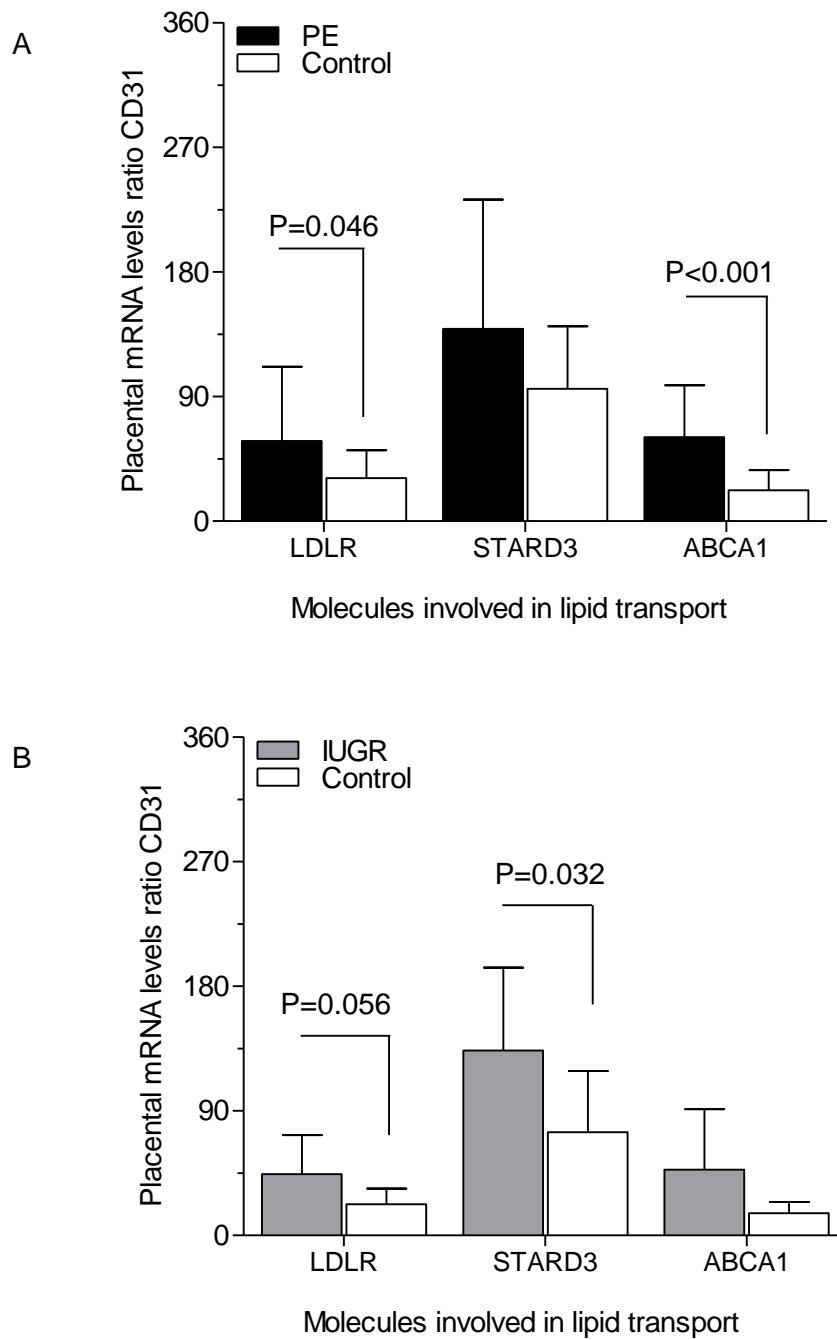 A
PE
Control
Placental mRNA levels ratio CD31
360
270
180
90
0
P=0.046
P<0.001
LDLR STARD3 ABCA1
Molecules involved in lipid transport
B
IUGR
Control
Placental mRNA levels ratio CD31
360
270
180
90
0
P=0.032
P=0.056
LDLR STARD3 ABCA1
Molecules involved in lipid transport